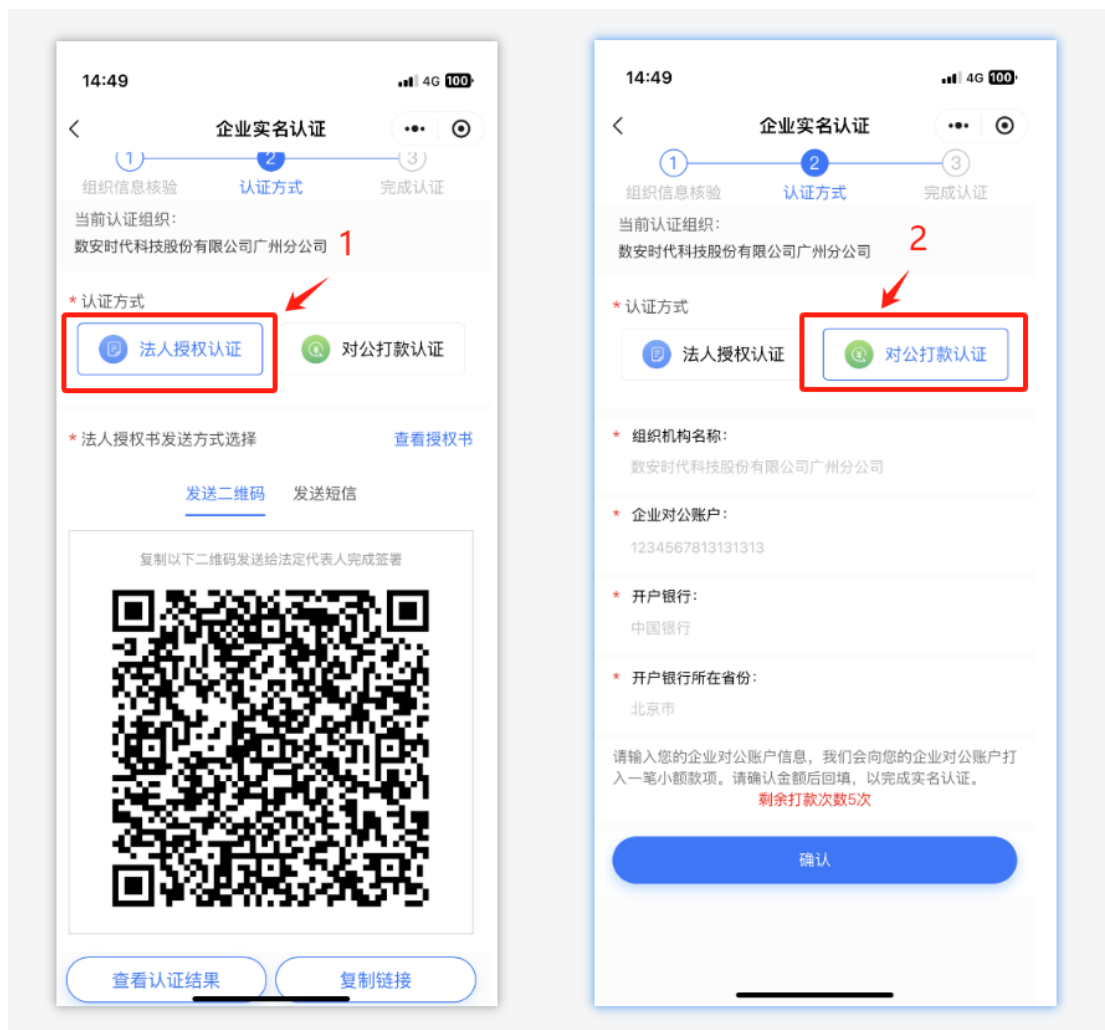 14:49
4G 100
企业实名认证
1 2 3
组织信息核验 认证方式 完成认证
当前认证组织：
数安时代科技股份有限公司广州分公司
1
* 认证方式
法人授权认证 对公打款认证
* 法人授权书发送方式选择 查看授权书
发送二维码 发送短信
复制以下二维码发送给法定代表人完成签署
查看认证结果 复制链接
14:49
4G 100
企业实名认证
1 2 3
组织信息核验 认证方式 完成认证
当前认证组织：
数安时代科技股份有限公司广州分公司
2
* 认证方式
法人授权认证 对公打款认证
* 组织机构名称：
数安时代科技股份有限公司广州分公司
* 企业对公账户：
1234567813131313
* 开户银行：
中国银行
* 开户银行所在省份：
北京市
请输入您的企业对公账户信息，我们会向您的企业对公账户打
入一笔小额款项。请确认金额后回填，以完成实名认证。
剩余打款次数5次
确认